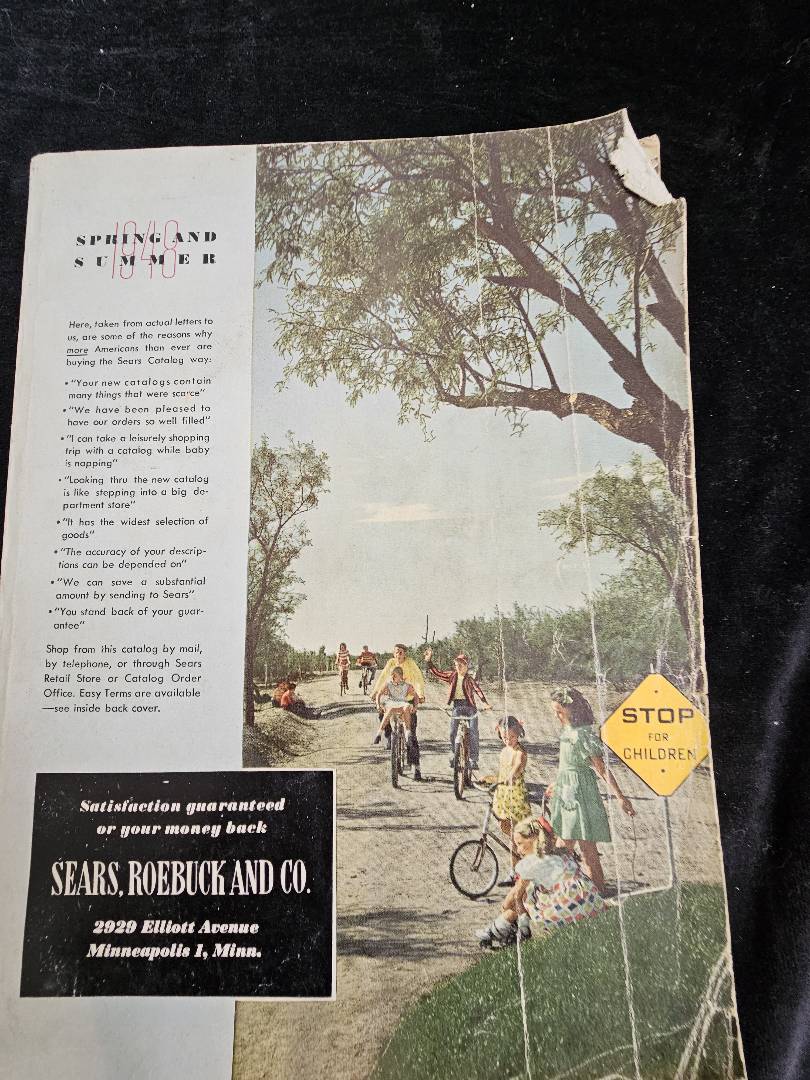 1948
SPRING AND
SUMMER
Here, taken from actual letters to
us, are some of the reasons why
more Americans than ever are
buying the Sears Catalog way:
• "Your new catalogs contain
many things that were scarce"
• "We have been pleased to
have our orders so well filled"
• "I can take a leisurely shopping
trip with a catalog while baby
is napping"
• "Looking thru the new catalog
is like stepping into a big de-
partment store"
• "It has the widest selection of
goods"
• "The accuracy of your descrip-
tions can be depended on"
• "We can save a substantial
amount by sending to Sears"
• "You stand back of your guar-
antee"
Shop from this catalog by mail,
by telephone, or through Sears
Retail Store or Catalog Order
Office. Easy Terms are available
—see inside back cover.
STOP
FOR
CHILDREN
Satisfaction guaranteed
or your money back
SEARS, ROEBUCK AND CO.
2929 Elliott Avenue
Minneapolis 1, Minn.